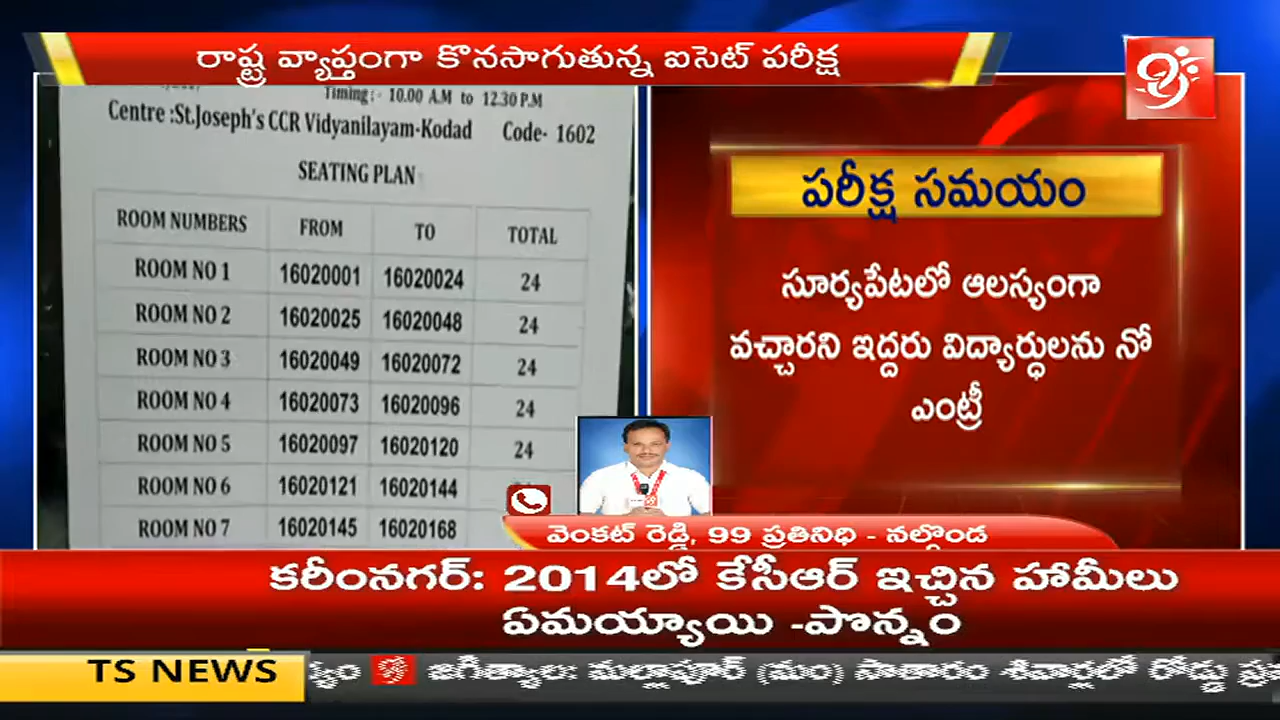 రాష్ట్ర వ్యాప్తంగా కొనసాగుతున్న ఐసెట్ పరీక్ష
Timing:- 10.00 A.M to 12.30 P.M
Centre :St.Joseph's CCR Vidyanilayam-Kodad Code- 1602
SEATING PLAN
ROOM NUMBERS FROM TO TOTAL
ROOM NO 1 16020001 16020024 24
ROOM NO 2 16020025 16020048 24
ROOM NO 3 16020049 16020072 24
ROOM NO 4 16020073 16020096 24
ROOM NO 5 16020097 16020120 24
ROOM NO 6 16020121 16020144
ROOM NO 7 16020145 16020168
పరీక్ష సమయం
సూర్యపేటలో ఆలస్యంగా
వచ్చారని ఇద్దరు విద్యార్ధులను నో
ఎంట్రీ
వెంకట్ రెడ్డి, 99 ప్రతినిధి - నల్గొండ
కరీంనగర్: 2014లో కేసీఆర్ ఇచ్చిన హామీలు
ఏమయ్యాయి -పొన్నం
TS NEWS జగిత్యాల: మల్లాపూర్ (మం) సాతారం శివార్లలో రోడ్డు